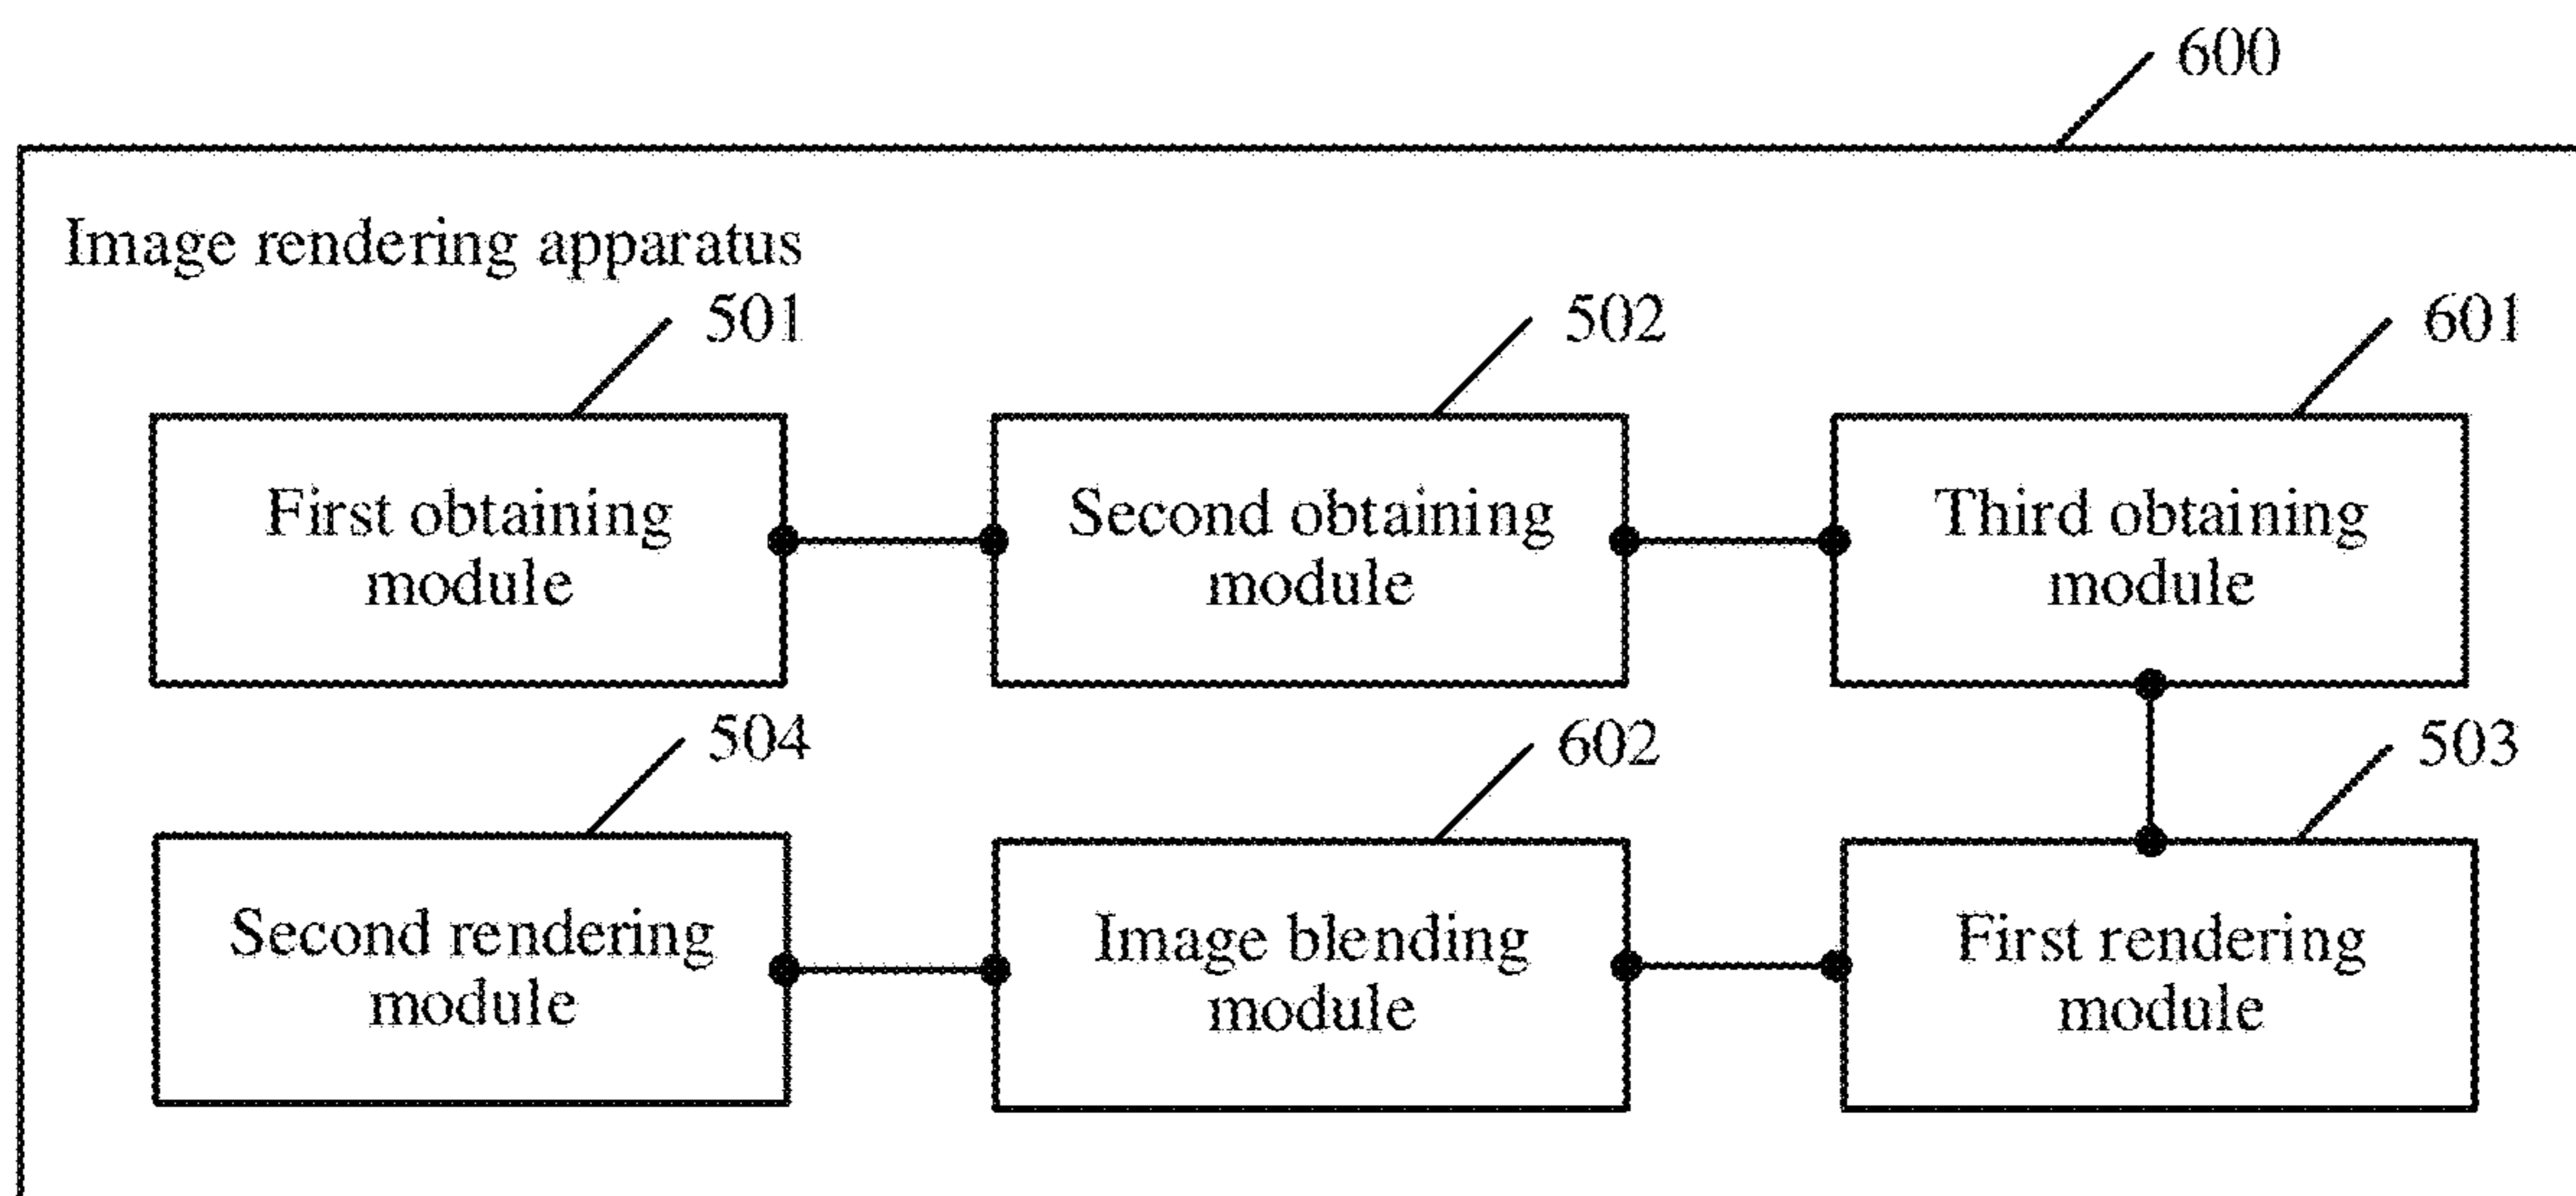 600
Image rendering apparatus
501
502
601
First obtaining
module
Second obtaining
module
Third obtaining
module
504
602
503
Second rendering
module
Image blending
module
First rendering
module